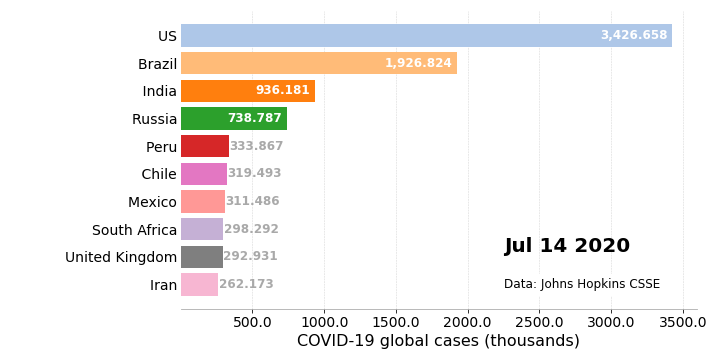 US 3,426.658
Brazil 1,926.824
India 936.181
Russia 738.787
Peru 333.867
Chile 319.493
Mexico 311.486
South Africa 298.292
United Kingdom 292.931
Iran 262.173
Jul 14 2020
Data: Johns Hopkins CSSE
500.0 1000.0 1500.0 2000.0 2500.0 3000.0 3500.0
COVID-19 global cases (thousands)